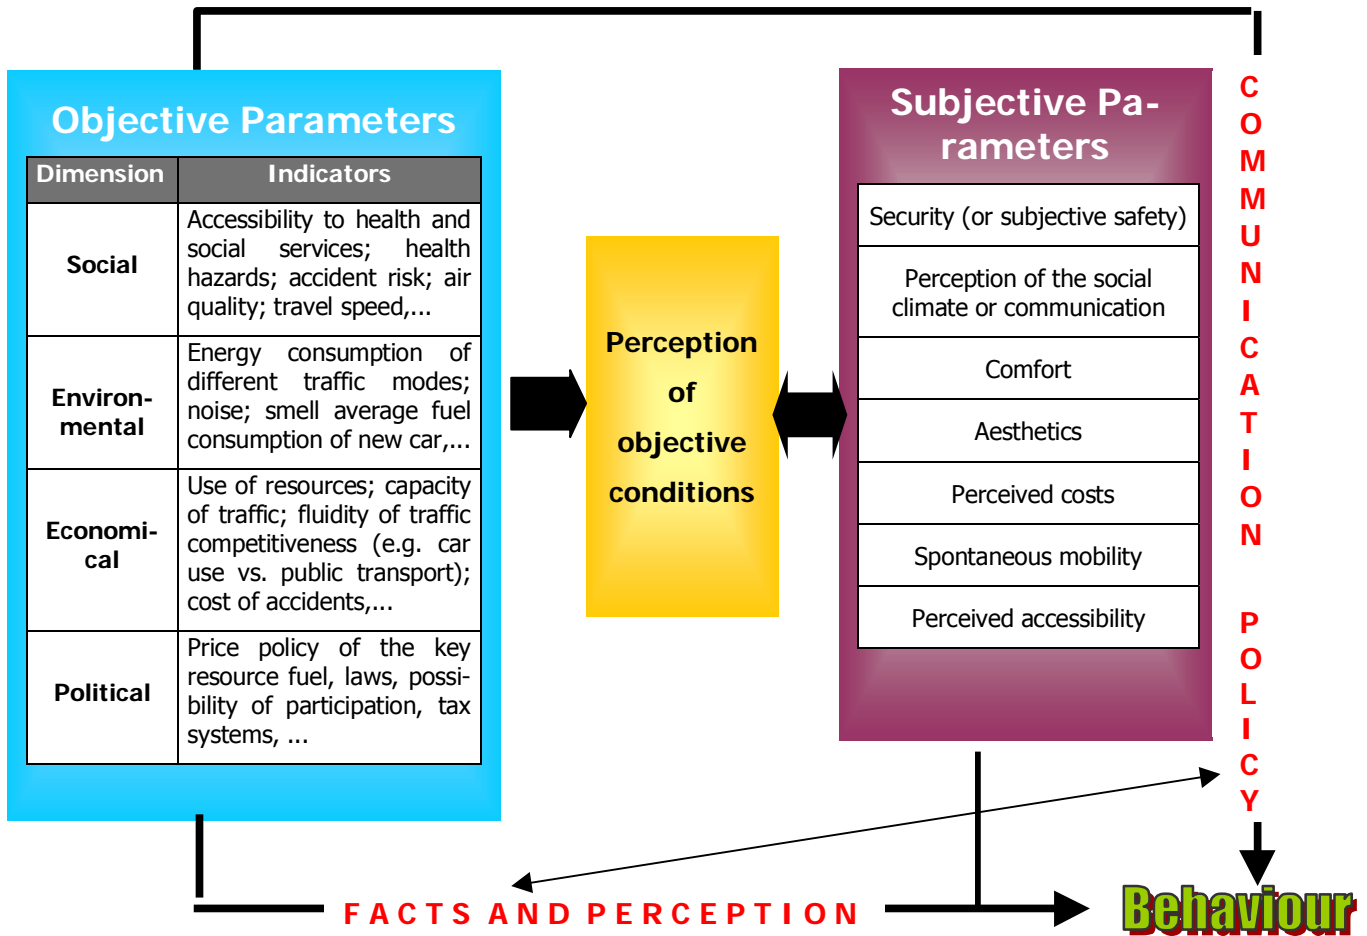 Objective Parameters
Dimension
Indicators
Social
Accessibility to health and
social services; health
hazards; accident risk; air
quality; travel speed,...
Environ-
mental
Energy consumption of
different traffic modes;
noise; smell average fuel
consumption of new car,...
Economi-
cal
Use of resources; capacity
of traffic; fluidity of traffic
competitiveness (e.g. car
use vs. public transport);
cost of accidents,...
Political
Price policy of the key
resource fuel, laws, possi-
bility of participation, tax
systems, ...
Perception
of
objective
conditions
Subjective Pa-
rameters
Security (or subjective safety)
Perception of the social
climate or communication
Comfort
Aesthetics
Perceived costs
Spontaneous mobility
Perceived accessibility
COMMUNICATION POLICY
FACTS AND PERCEPTION
Behaviour